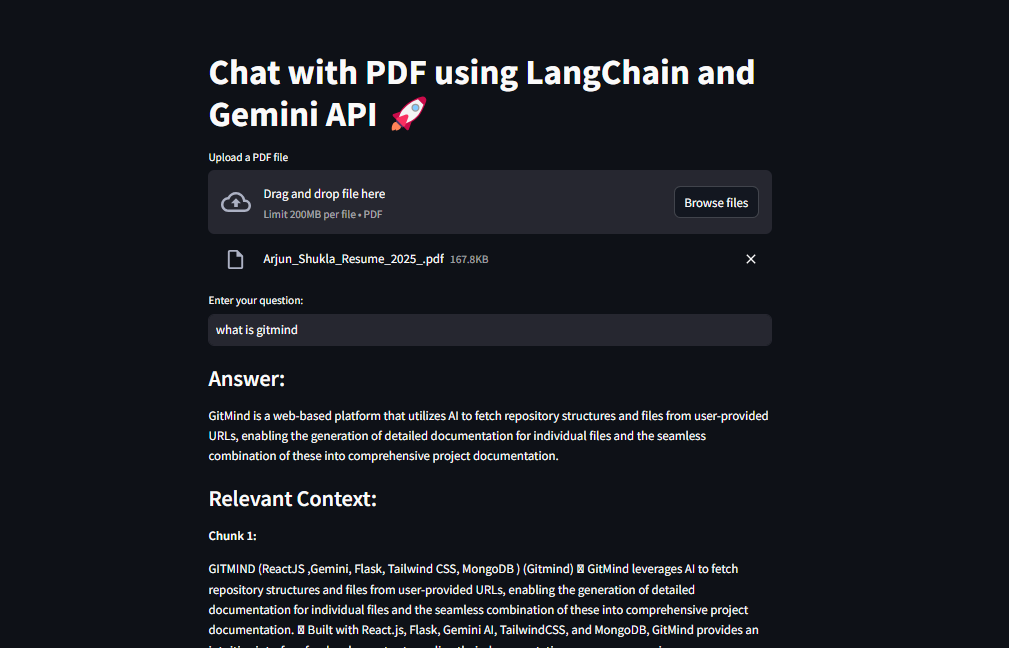 Chat with PDF using LangChain and
Gemini API 🚀
Upload a PDF file
Drag and drop file here
Limit 200MB per file • PDF
Browse files
Arjun_Shukla_Resume_2025_.pdf 167.8KB
Enter your question:
what is gitmind
Answer:
GitMind is a web-based platform that utilizes AI to fetch repository structures and files from user-provided
URLs, enabling the generation of detailed documentation for individual files and the seamless
combination of these into comprehensive project documentation.
Relevant Context:
Chunk 1:
GITMIND (ReactJS ,Gemini, Flask, Tailwind CSS, MongoDB ) (Gitmind) GitMind leverages AI to fetch
repository structures and files from user-provided URLs, enabling the generation of detailed
documentation for individual files and the seamless combination of these into comprehensive project
documentation. Built with React.js, Flask, Gemini AI, TailwindCSS, and MongoDB, GitMind provides an